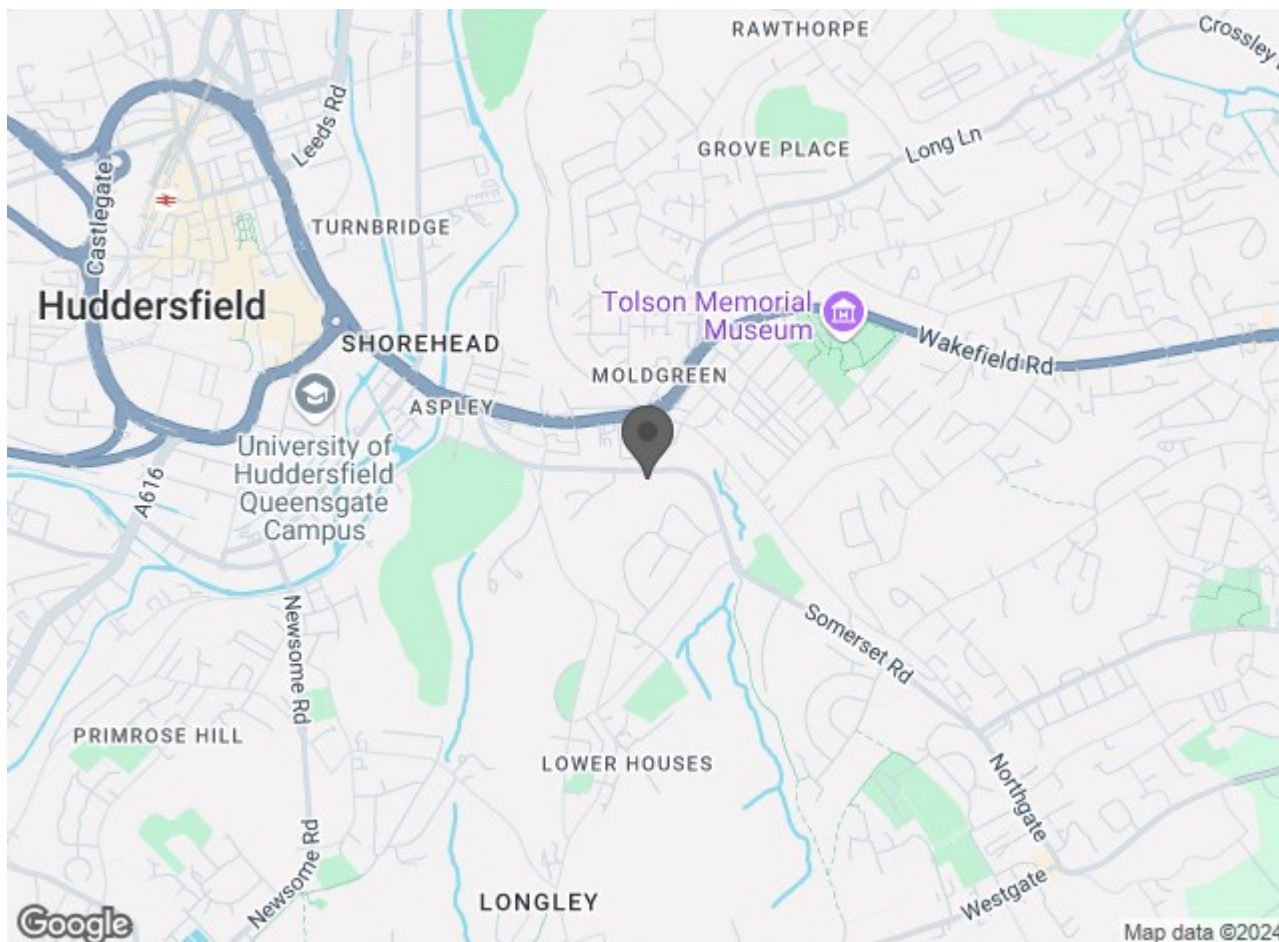 RAWTHORPE
Crossley
Leeds Rd
GROVE PLACE
Long Ln
Castlegate
TURNBRIDGE
Huddersfield
Tolson Memorial
Museum
SHOREHEAD
Wakefield Rd
MOLDGREEN
ASPLEY
University of
Huddersfield
Queensgate
Campus
A616
Newsome Rd
Somerset Rd
PRIMROSE HILL
LOWER HOUSES
Northgate
Newsome Rd
LONGLEY
Westgate
Google
Map data ©2024